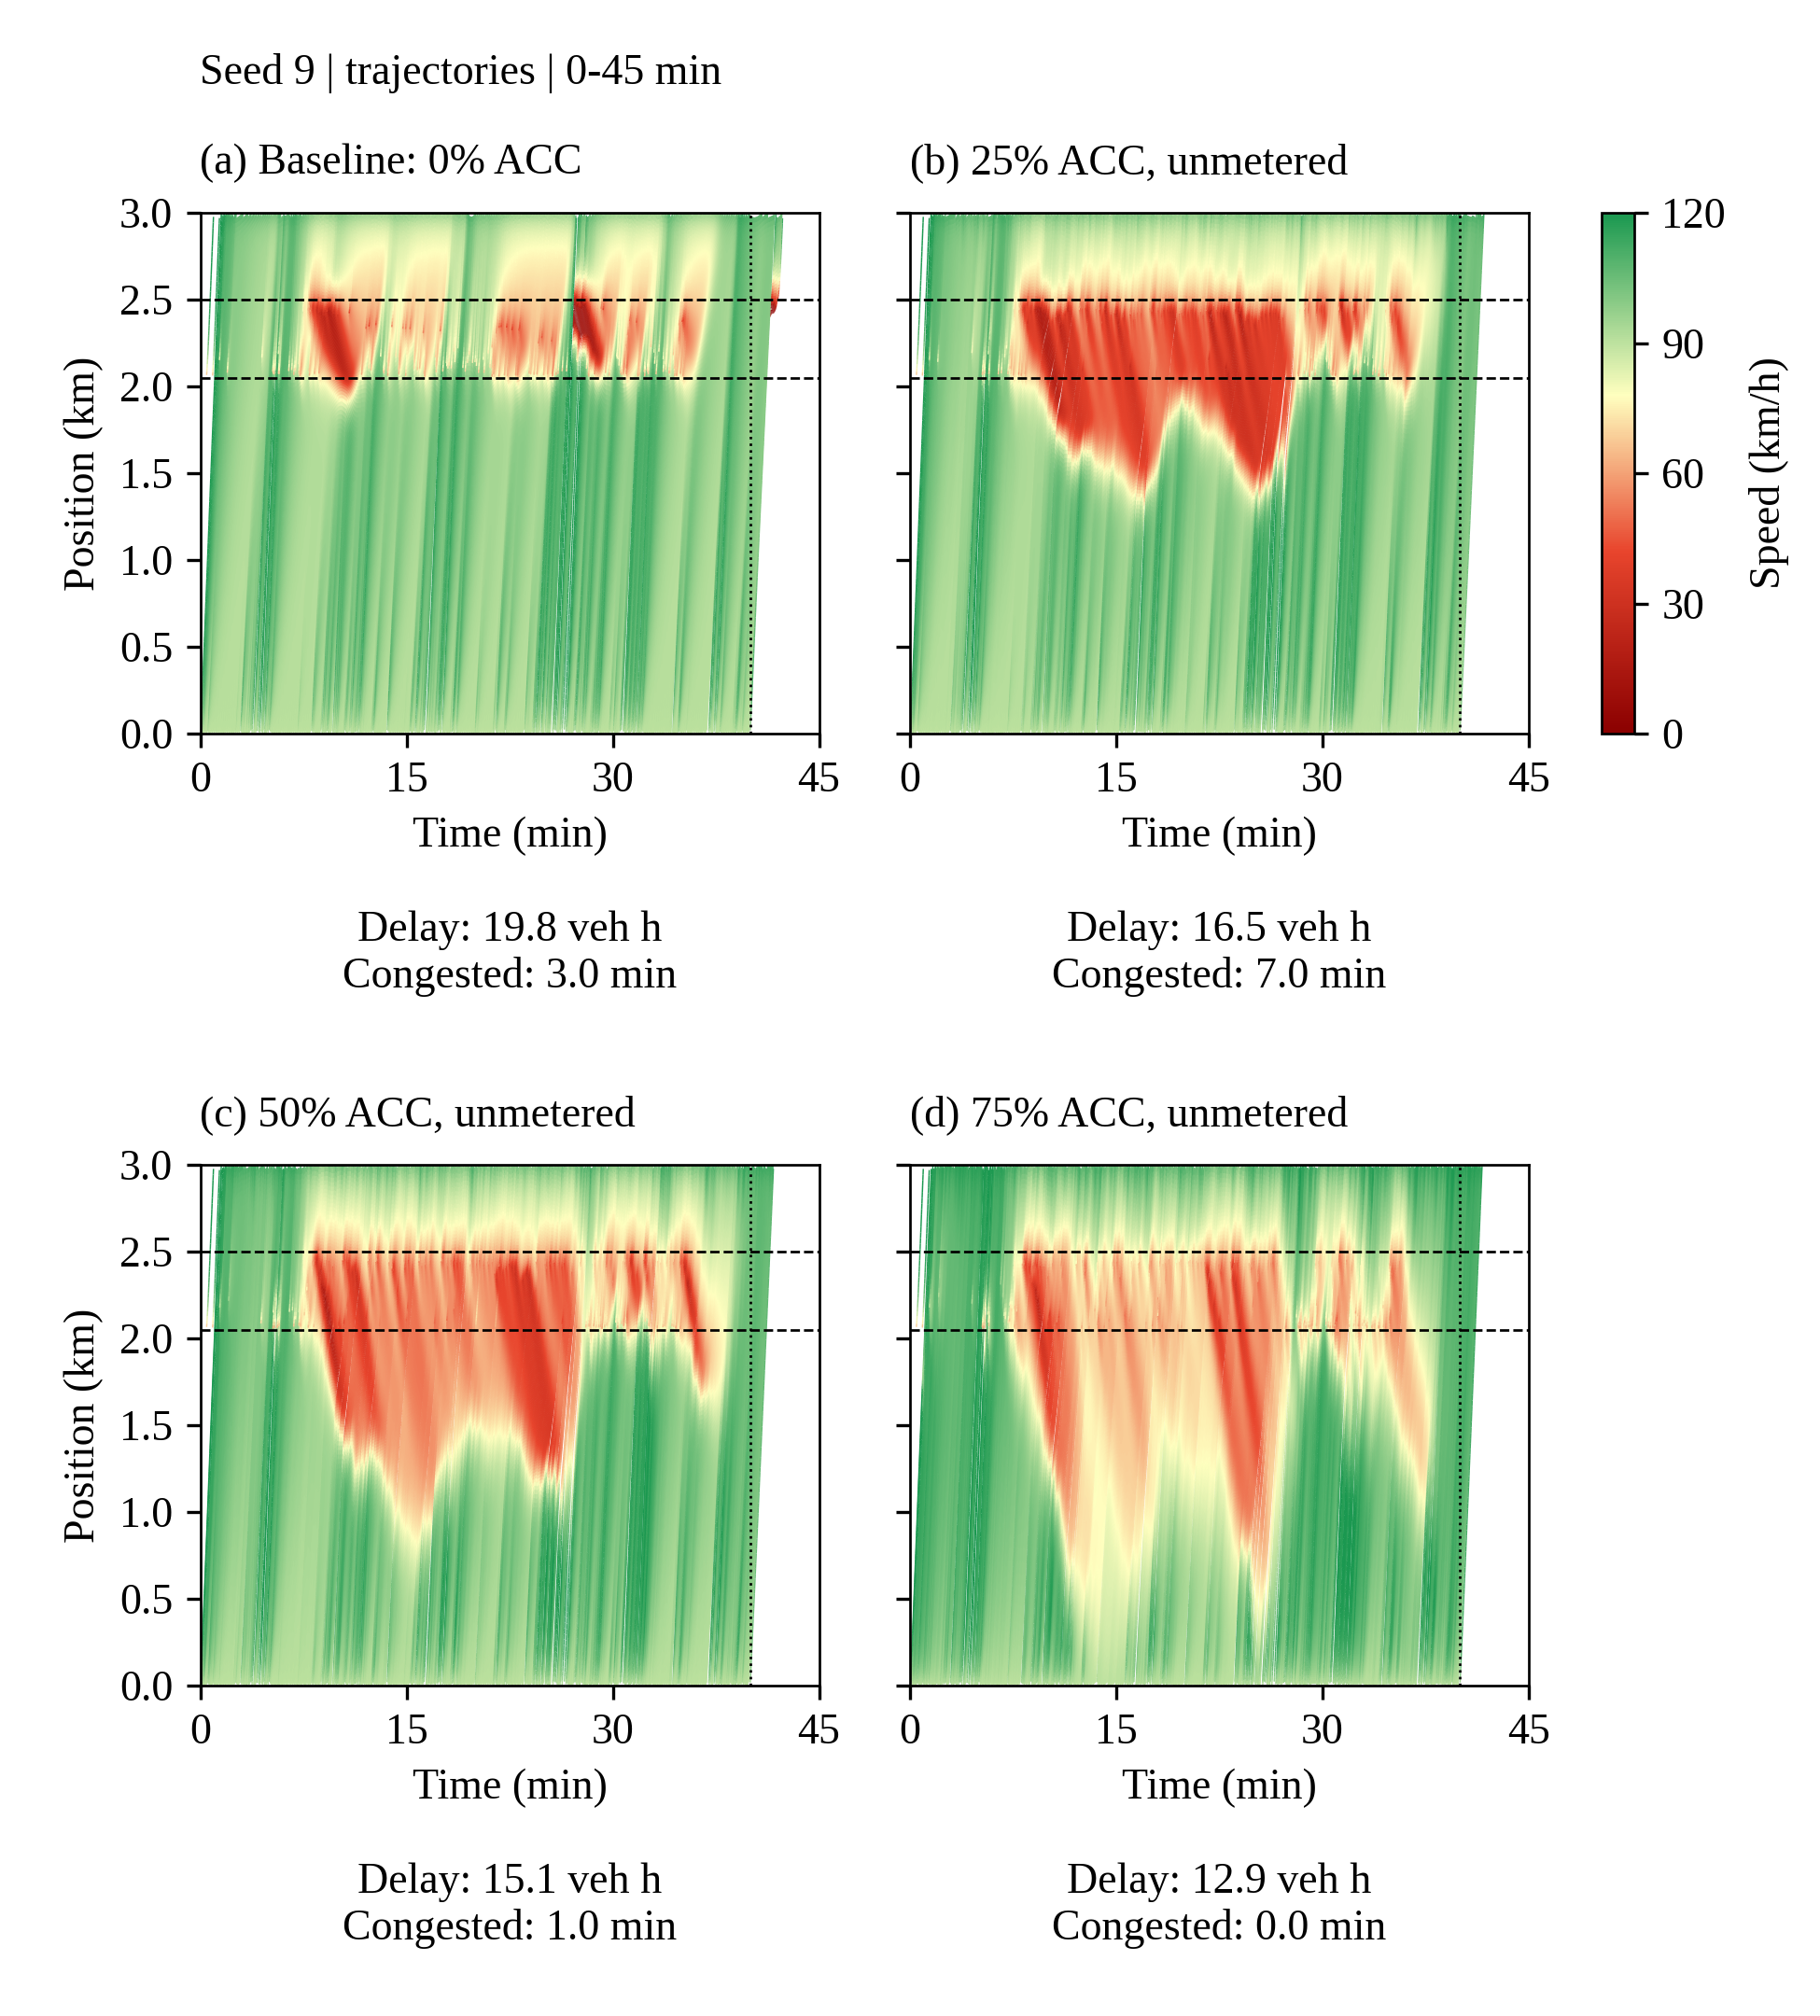 Seed 9 | trajectories | 0-45 min
(a) Baseline: 0% ACC
(b) 25% ACC, unmetered
3.0
2.5
2.0
1.5
1.0
0.5
0.0
Position (km)
0
15
30
45
Time (min)
0
15
30
45
Time (min)
120
90
60
30
0
Speed (km/h)
Delay: 19.8 veh h
Congested: 3.0 min
Delay: 16.5 veh h
Congested: 7.0 min
(c) 50% ACC, unmetered
(d) 75% ACC, unmetered
3.0
2.5
2.0
1.5
1.0
0.5
0.0
Position (km)
0
15
30
45
Time (min)
0
15
30
45
Time (min)
Delay: 15.1 veh h
Congested: 1.0 min
Delay: 12.9 veh h
Congested: 0.0 min